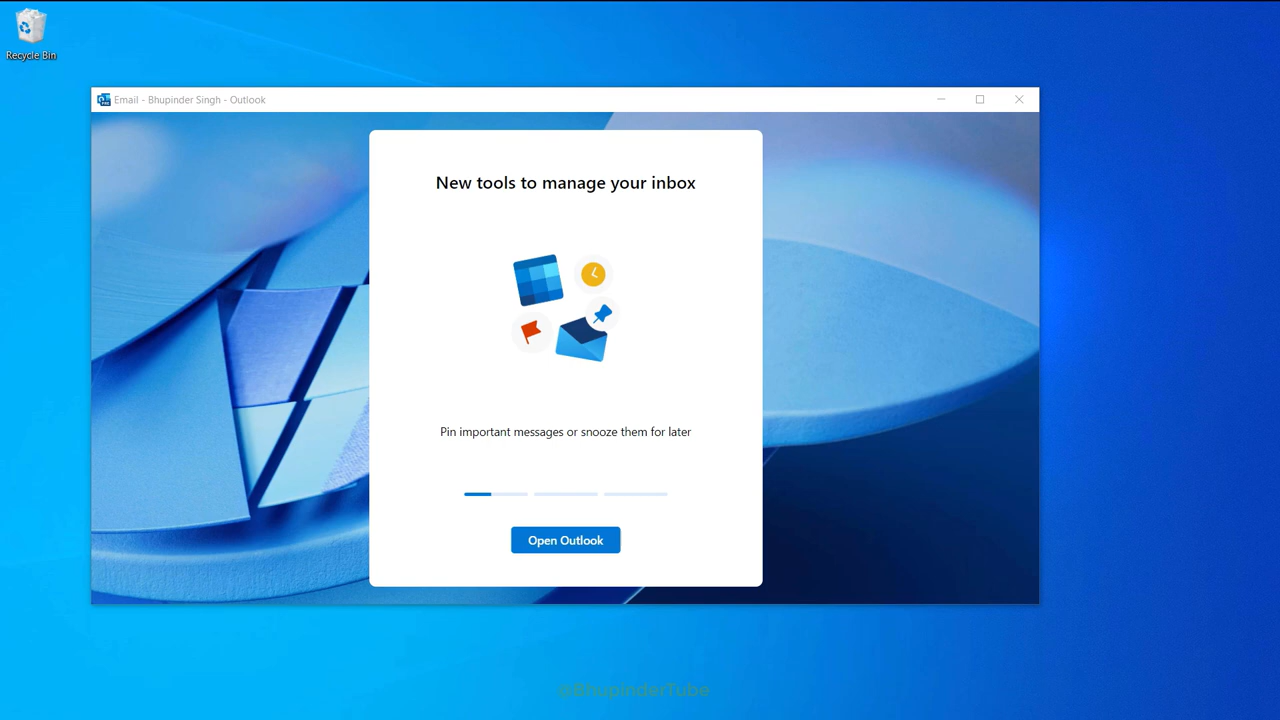 Recycle Bin
Email - Bhupinder Singh - Outlook
New tools to manage your inbox
Pin important messages or snooze them for later
Open Outlook
@BhupinderTube